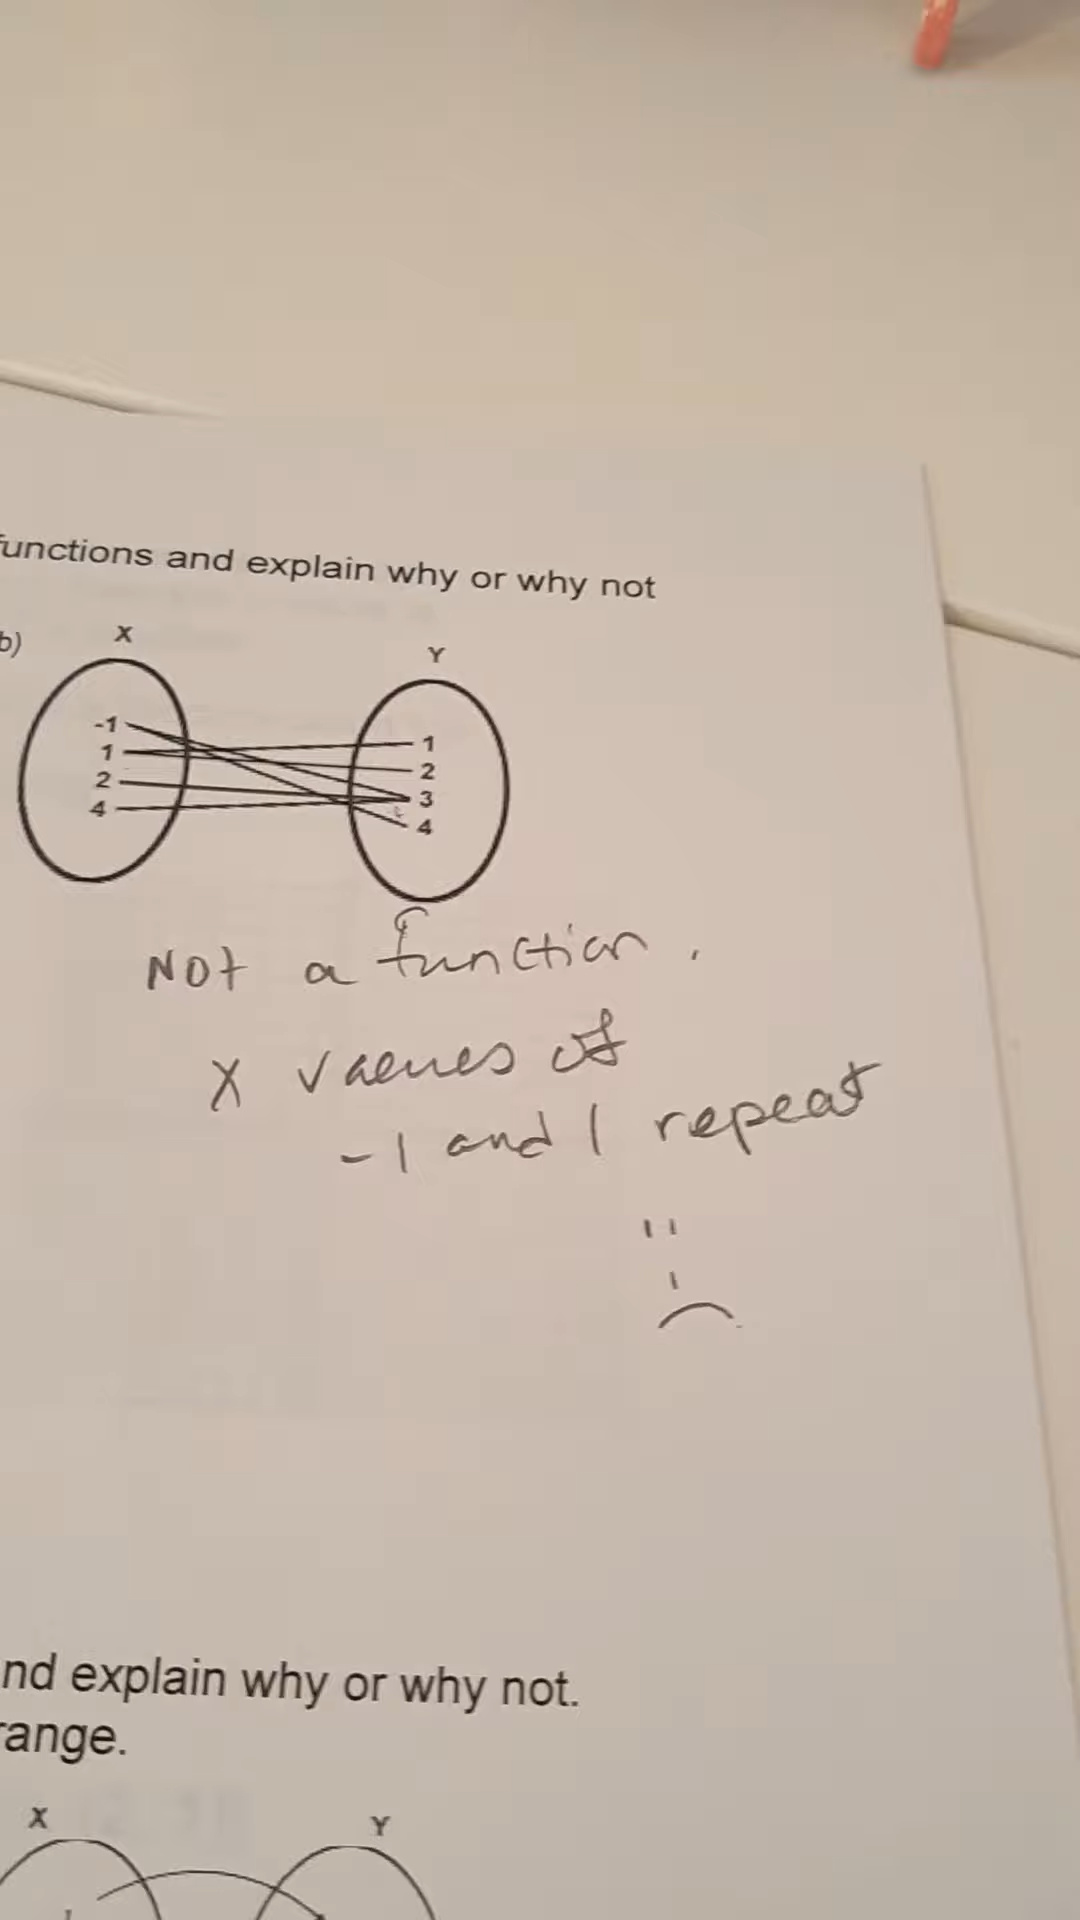 functions and explain why or why not
b)
X
Y
-1
1
2
4
1
2
3
4
Not a function.
X values of
-1 and 1 repeat
nd explain why or why not.
range.
X
Y